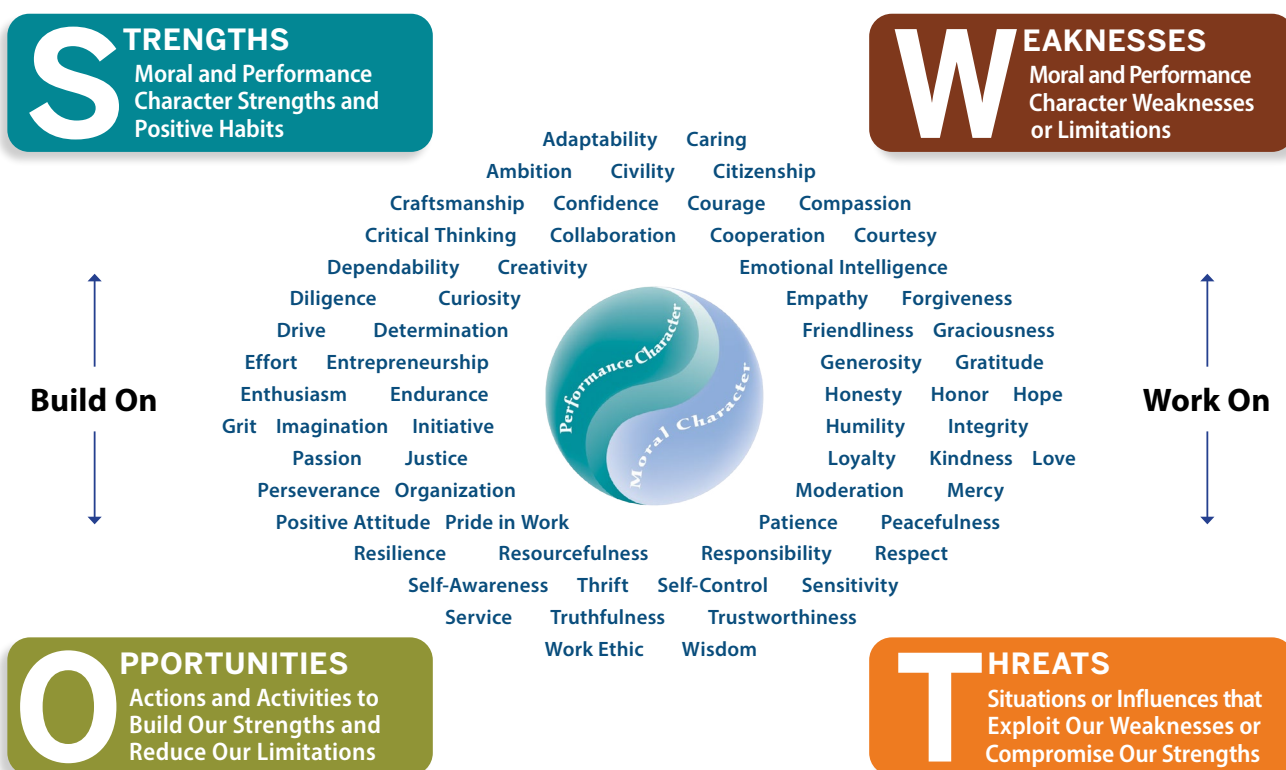 STRENGTHS
Moral and Performance
Character Strengths and
Positive Habits
WEAKNESSES
Moral and Performance
Character Weaknesses
or Limitations
Adaptability Caring
Ambition Civility Citizenship
Craftsmanship Confidence Courage Compassion
Critical Thinking Collaboration Cooperation Courtesy
Dependability Creativity Emotional Intelligence
Diligence Curiosity Empathy Forgiveness
Drive Determination Friendliness Graciousness
Effort Entrepreneurship Generosity Gratitude
Enthusiasm Endurance Honesty Honor Hope
Grit Imagination Initiative Humility Integrity
Passion Justice Loyalty Kindness Love
Perseverance Organization Moderation Mercy
Positive Attitude Pride in Work Patience Peacefulness
Resilience Resourcefulness Responsibility Respect
Self-Awareness Thrift Self-Control Sensitivity
Service Truthfulness Trustworthiness
Work Ethic Wisdom
Performance Character
Moral Character
Build On
Work On
OPPORTUNITIES
Actions and Activities to
Build Our Strengths and
Reduce Our Limitations
THREATS
Situations or Influences that
Exploit Our Weaknesses or
Compromise Our Strengths